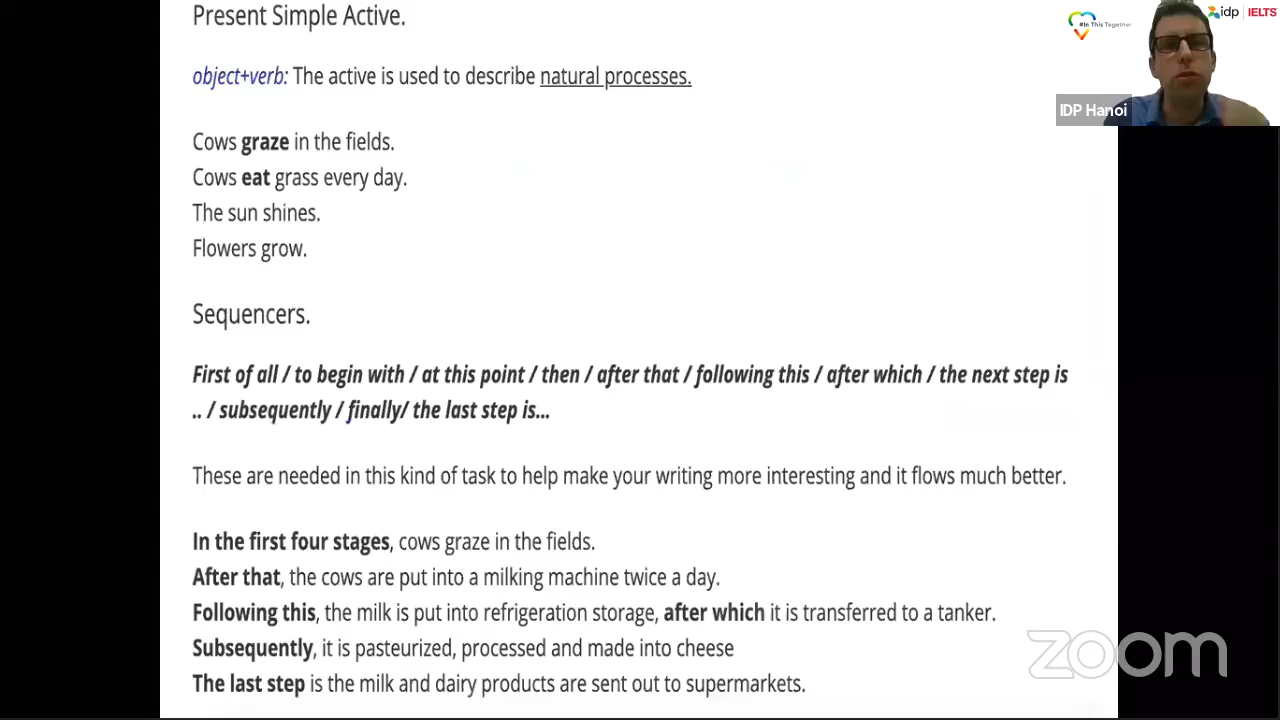 Present Simple Active.
object+verb: The active is used to describe natural processes.
Cows graze in the fields.
Cows eat grass every day.
The sun shines.
Flowers grow.
Sequencers.
First of all / to begin with / at this point / then / after that / following this / after which / the next step is
.. / subsequently / finally/ the last step is...
These are needed in this kind of task to help make your writing more interesting and it flows much better.
In the first four stages, cows graze in the fields.
After that, the cows are put into a milking machine twice a day.
Following this, the milk is put into refrigeration storage, after which it is transferred to a tanker.
Subsequently, it is pasteurized, processed and made into cheese
The last step is the milk and dairy products are sent out to supermarkets.
#In This Together
idp | IELTS
IDP Hanoi
zoom